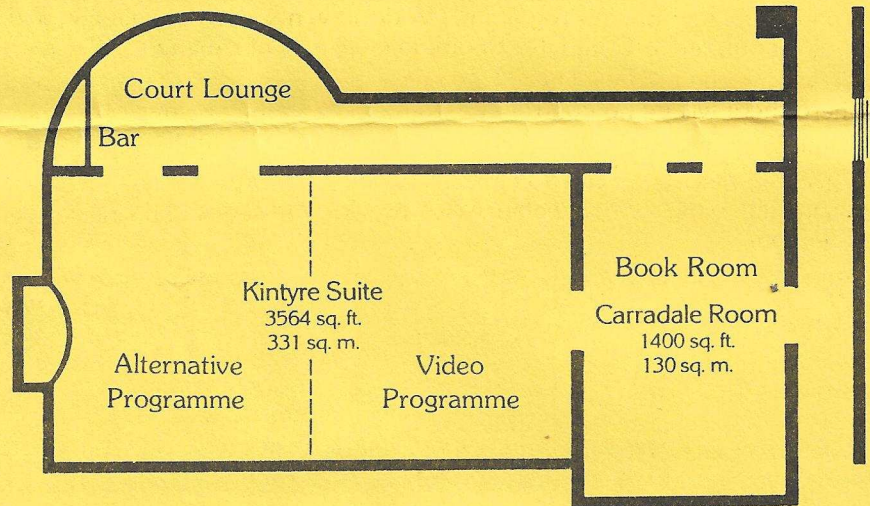 Court Lounge
Bar
Kintyre Suite
3564 sq. ft.
331 sq. m.
Alternative
Programme
Video
Programme
Book Room
Carradale Room
1400 sq. ft.
130 sq. m.